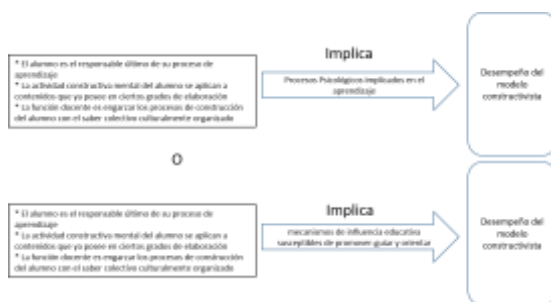 Implica
* El alumno es el responsable último de su proceso de
aprendizaje
* La actividad constructiva mental del alumno se aplican a
contenidos que ya posee en ciertos grados de elaboración
* La función docente es engarzar los procesos de construcción
del alumno con el saber colectivo culturalmente organizado
Procesos Psicológicos implicados en el
aprendizaje
Desempeño del
modelo
constructivista
O
Implica
* El alumno es el responsable último de su proceso de
aprendizaje
* La actividad constructiva mental del alumno se aplican a
contenidos que ya posee en ciertos grados de elaboración
* La función docente es engarzar los procesos de construcción
del alumno con el saber colectivo culturalmente organizado
mecanismos de influencia educativa
susceptibles de promover guiar y orientar
Desempeño del
modelo
constructivista